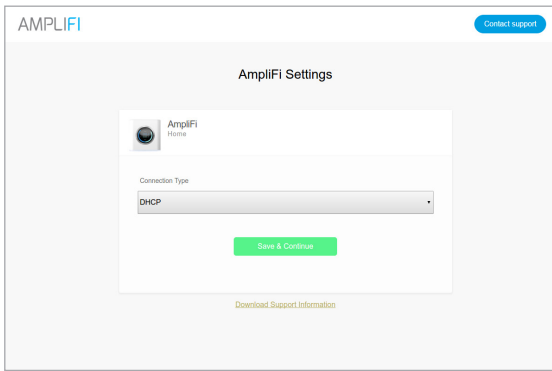 AMPLIFI
Contact support
AmpliFi Settings
AmpliFi
Home
Connection Type
DHCP
Save & Continue
Download Support Information